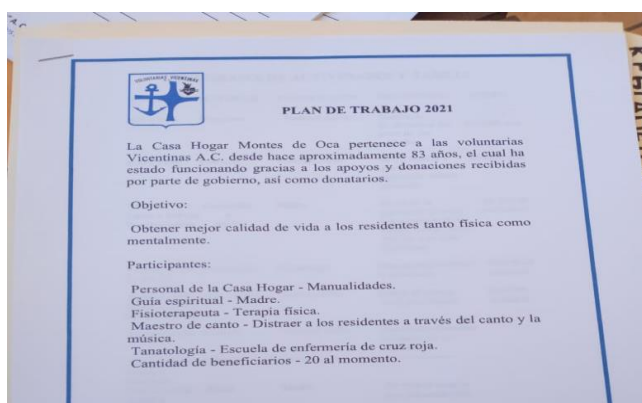 VOLUNTARIAS VICENTINAS
PLAN DE TRABAJO 2021
La Casa Hogar Montes de Oca pertenece a las voluntarias
Vicentinas A.C. desde hace aproximadamente 83 años, el cual ha
estado funcionando gracias a los apoyos y donaciones recibidas
por parte de gobierno, así como donatarios.
Objetivo:
Obtener mejor calidad de vida a los residentes tanto física como
mentalmente.
Participantes:
Personal de la Casa Hogar - Manualidades.
Guía espiritual - Madre.
Fisioterapeuta - Terapia física.
Maestro de canto - Distraer a los residentes a través del canto y la
música.
Tanatología - Escuela de enfermería de cruz roja.
Cantidad de beneficiarios - 20 al momento.